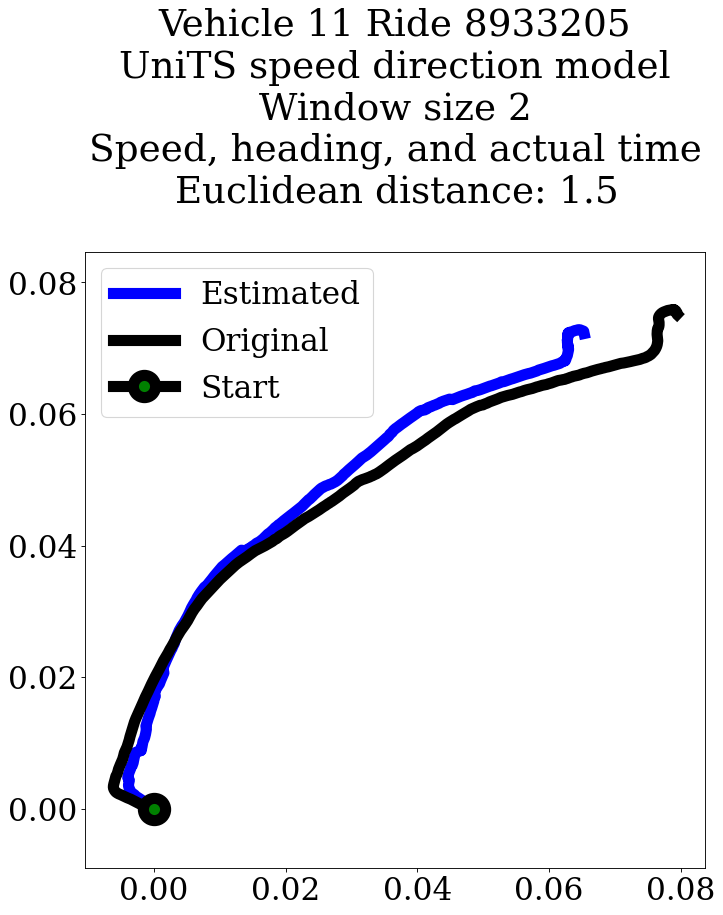 Vehicle 11 Ride 8933205
UniTS speed direction model
Window size 2
Speed, heading, and actual time
Euclidean distance: 1.5
Estimated
Original
Start
0.08
0.06
0.04
0.02
0.00
0.00 0.02 0.04 0.06 0.08